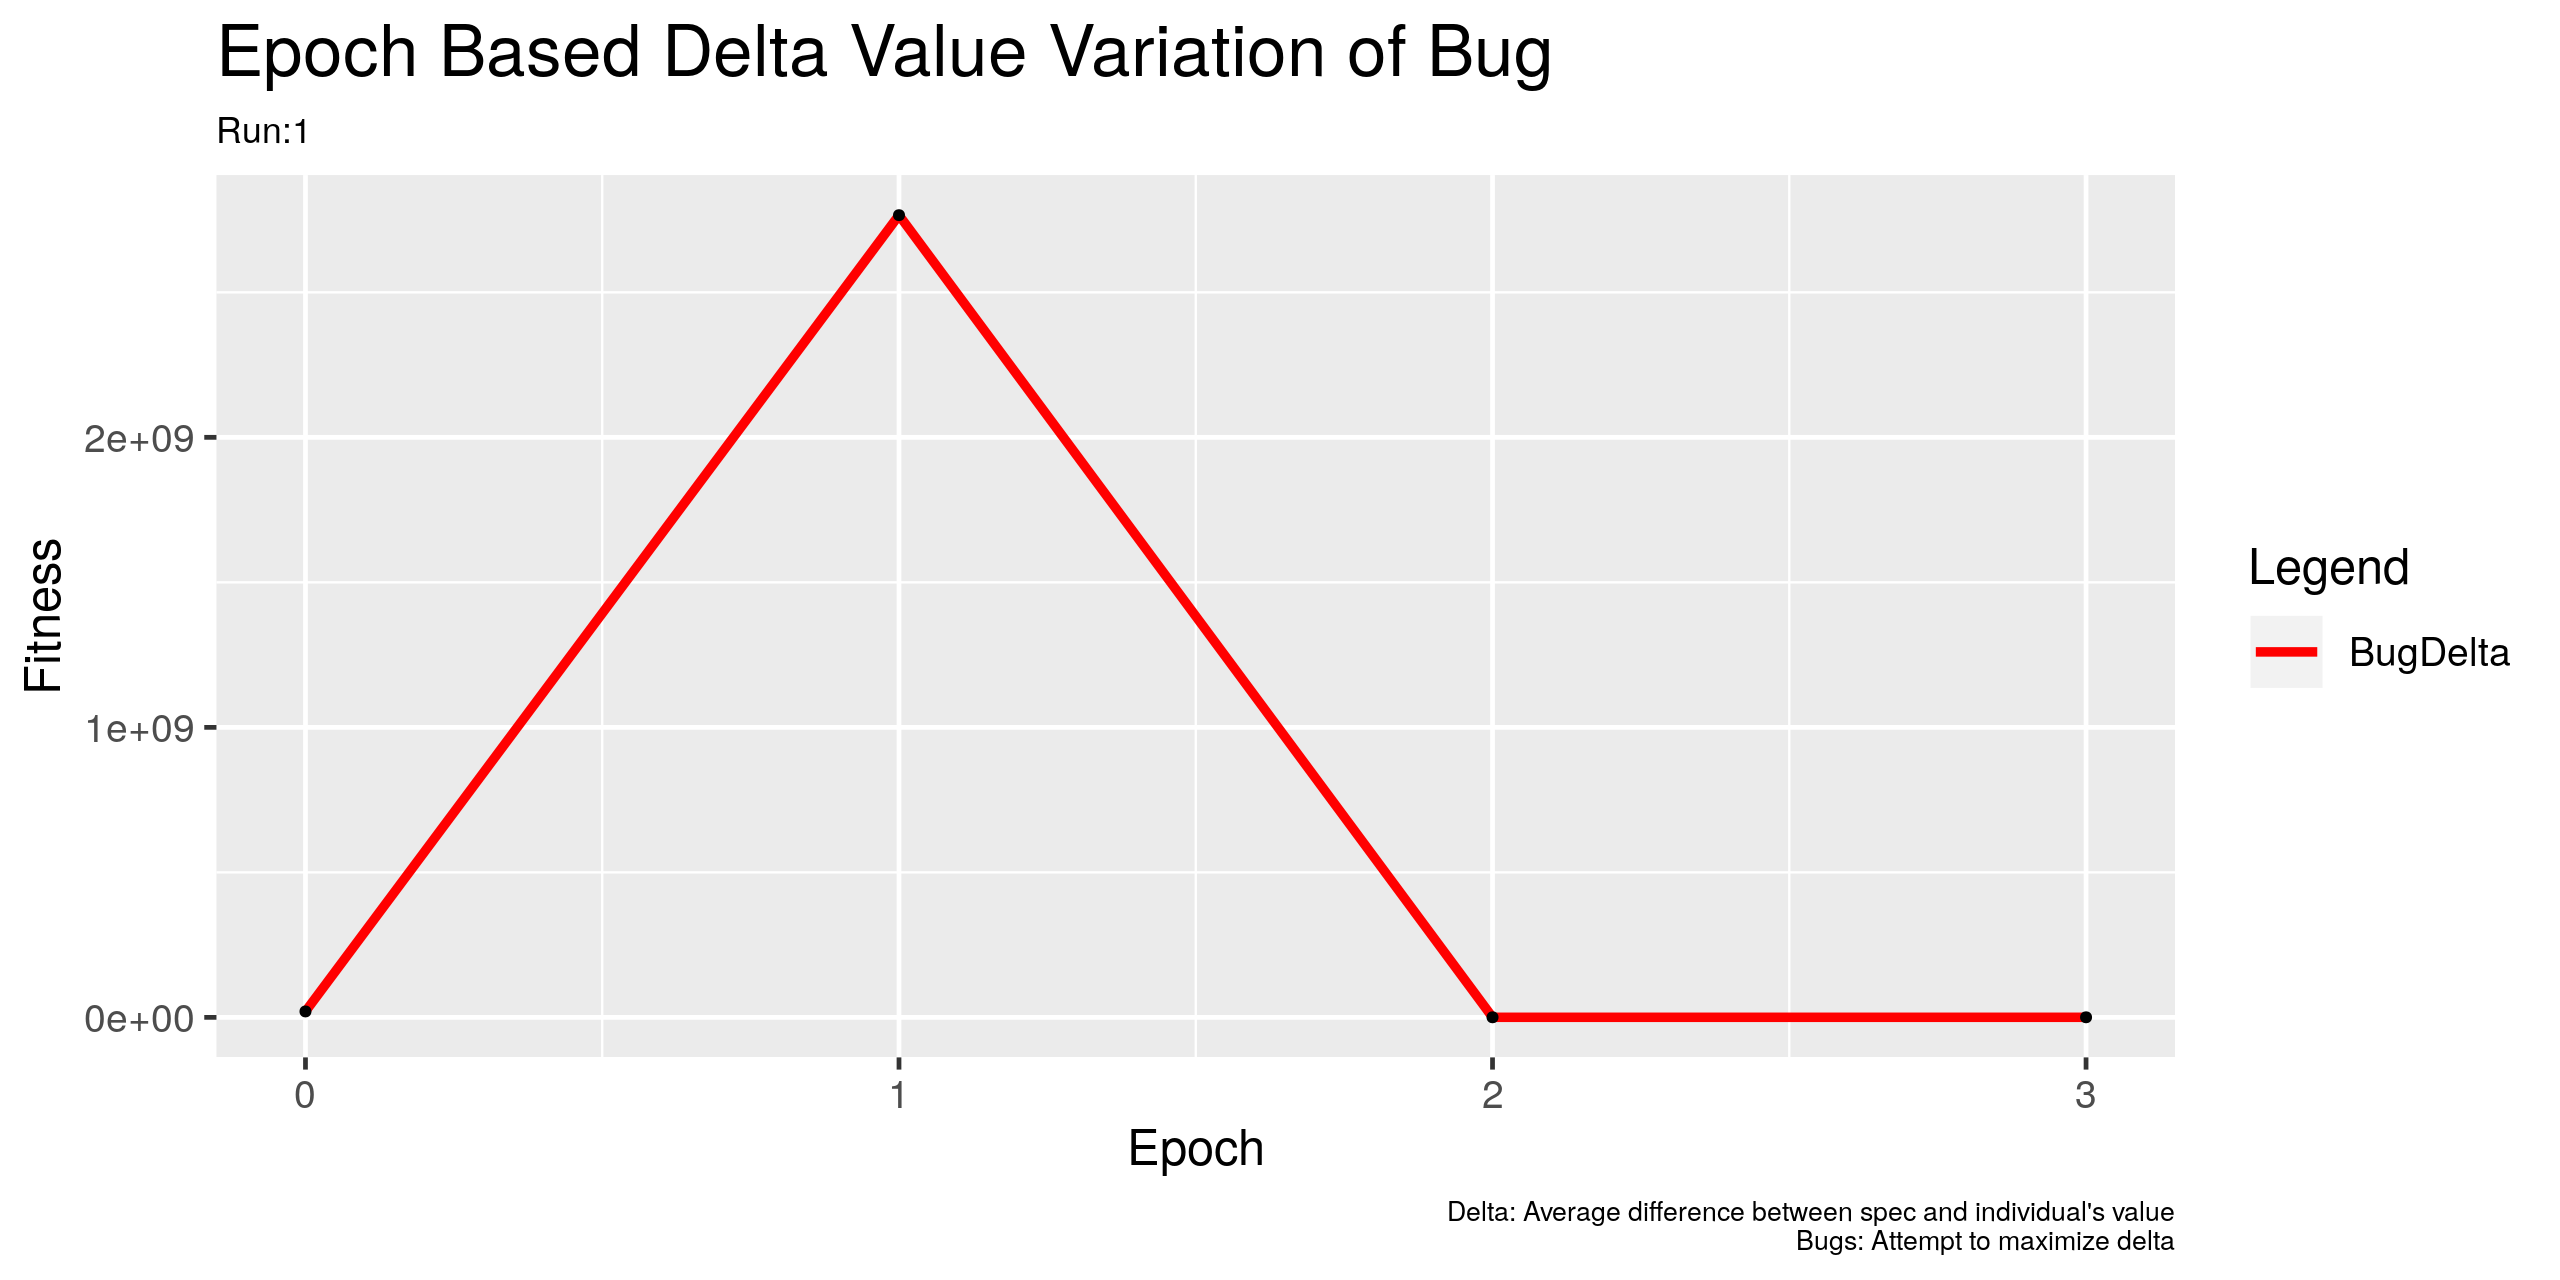 Epoch Based Delta Value Variation of Bug
Run:1
Fitness
2e+09
1e+09
0e+00
0
1
2
3
Epoch
Legend
BugDelta
Delta: Average difference between spec and individual's value
Bugs: Attempt to maximize delta